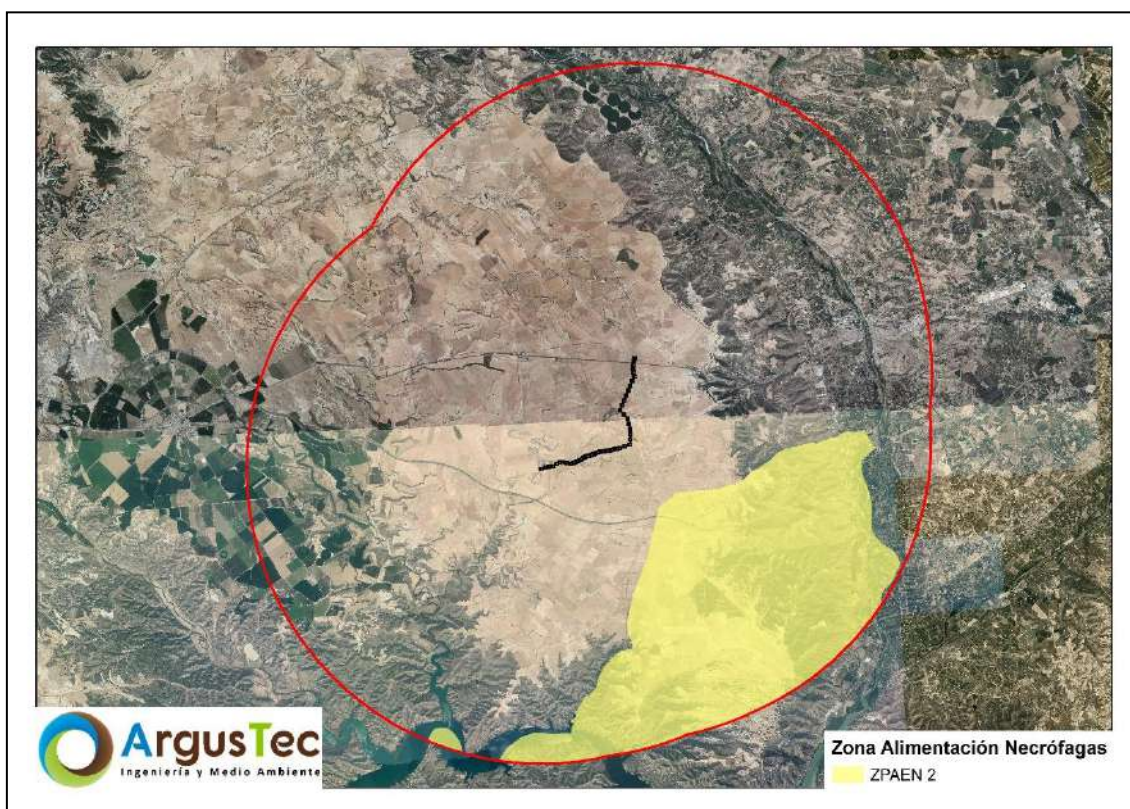 ArgusTec
Ingeniería y Medio Ambiente
Zona Alimentación Necrófagas
ZPAEN 2